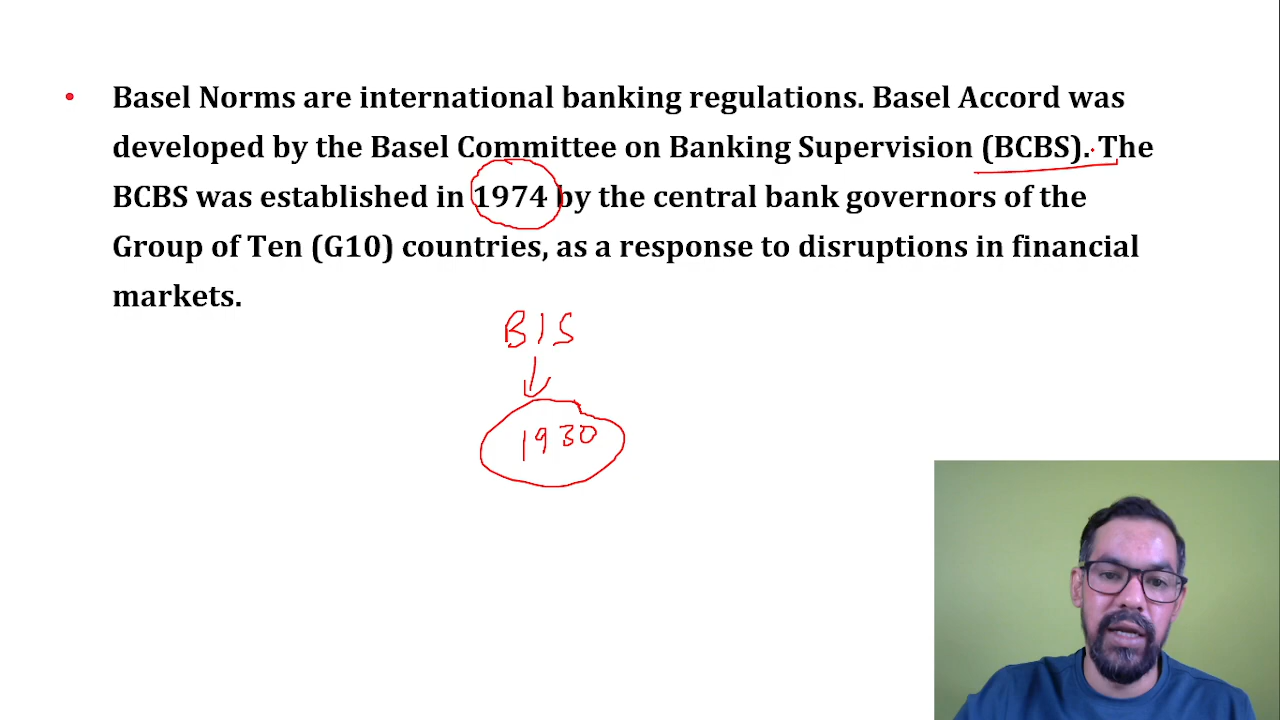 Basel Norms are international banking regulations. Basel Accord was
developed by the Basel Committee on Banking Supervision (BCBS). The
BCBS was established in 1974 by the central bank governors of the
Group of Ten (G10) countries, as a response to disruptions in financial
markets.
BIS
1930